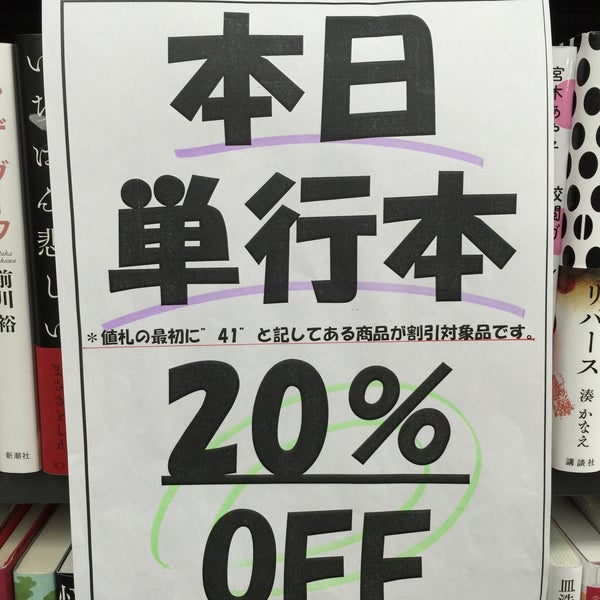 本日
単行本
＊値札の最初に〝41〟と記してある商品が割引対象品です。
20%
OFF
前川
裕
新潮社
宮木あや子
校閲ガ
リバース
湊かなえ
講談社